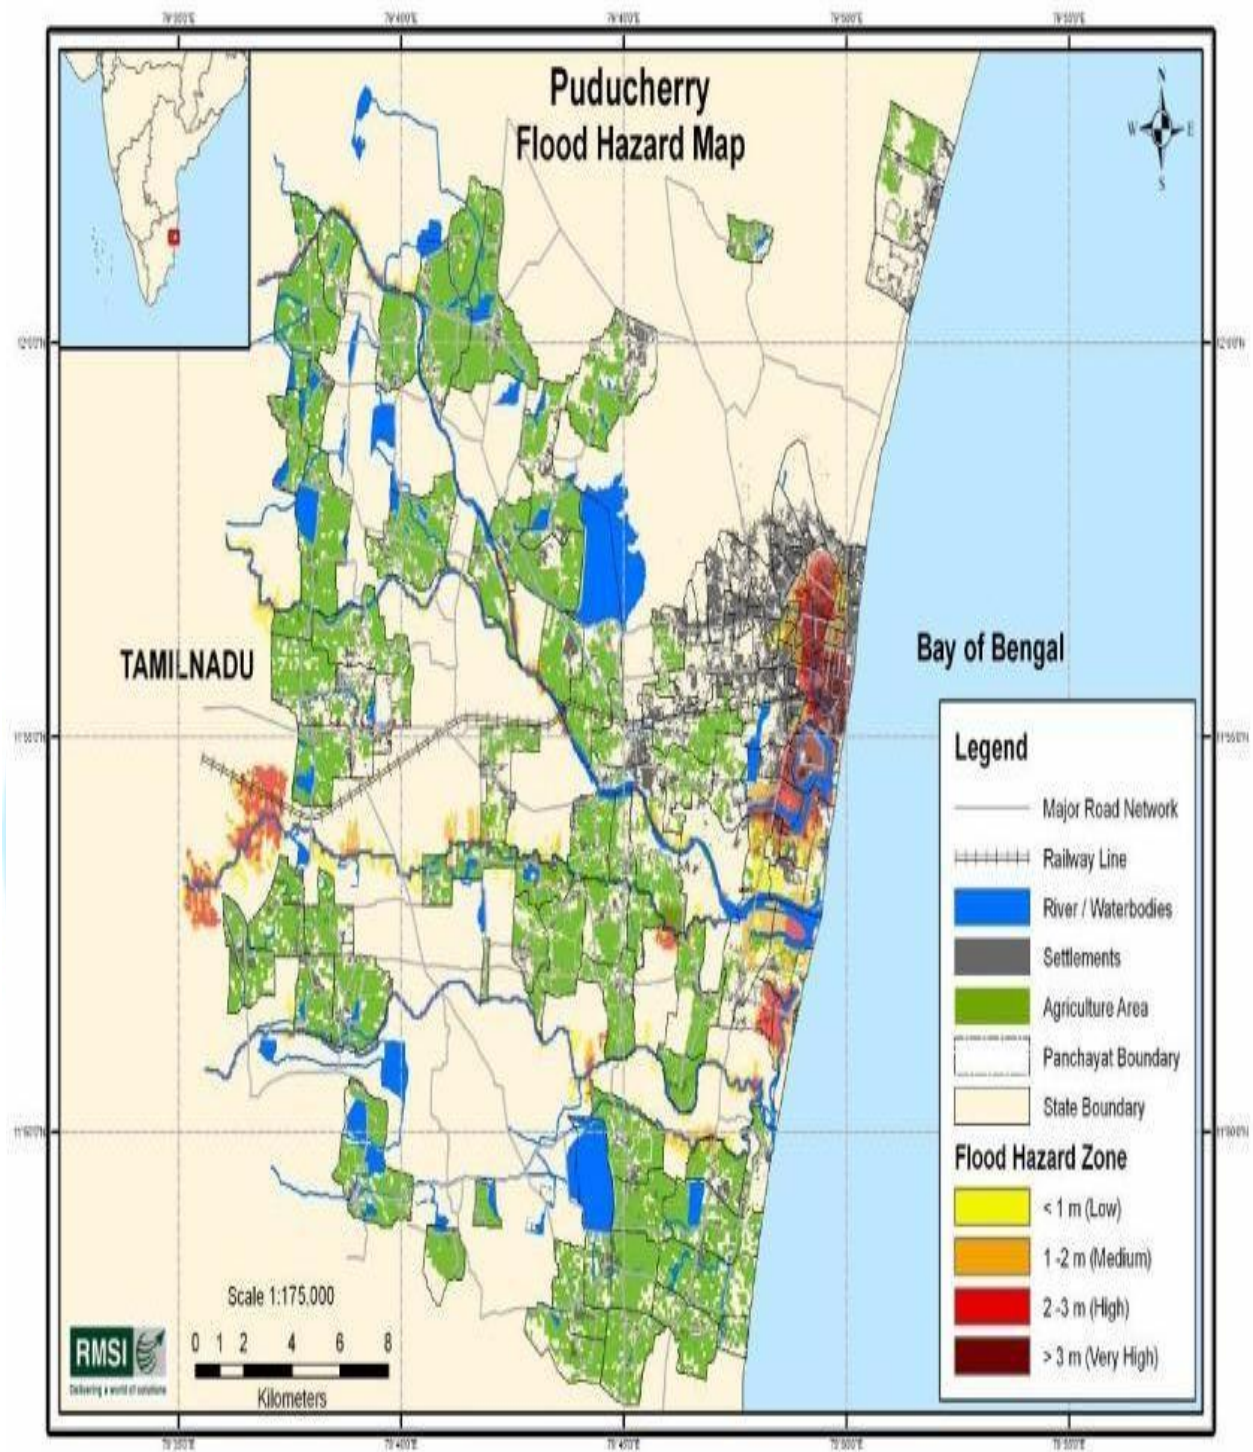 Puducherry
Flood Hazard Map
N
W E
S
TAMILNADU
Bay of Bengal
Legend
Major Road Network
Railway Line
River / Waterbodies
Settlements
Agriculture Area
Panchayat Boundary
State Boundary
Flood Hazard Zone
< 1 m (Low)
1 -2 m (Medium)
2 -3 m (High)
> 3 m (Very High)
Scale 1:175,000
0 1 2 4 6 8
Kilometers
RMSI
Delivering a world of solutions